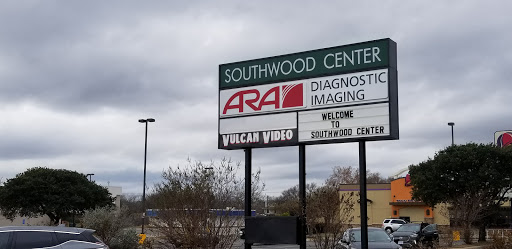 SOUTHWOOD CENTER
ARA DIAGNOSTIC
IMAGING
VULCAN VIDEO
WELCOME
TO
SOUTHWOOD CENTER